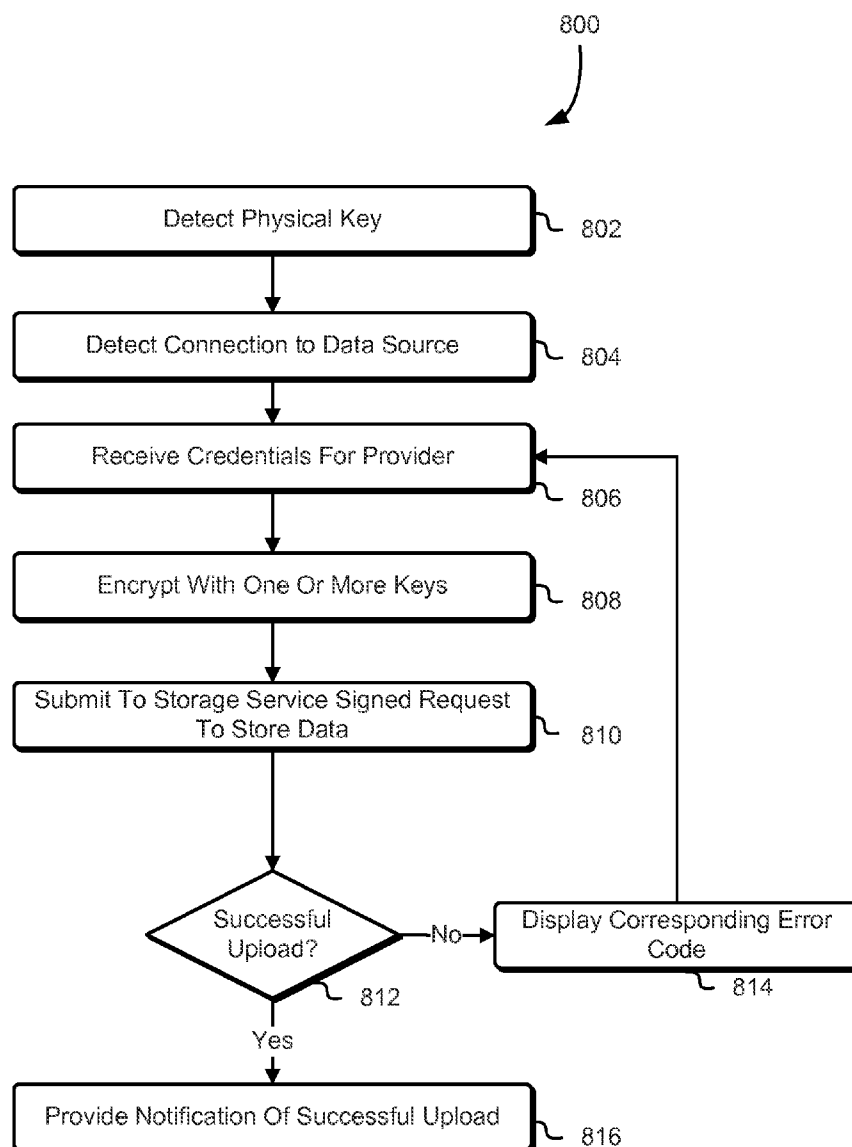 800
Detect Physical Key
802
Detect Connection to Data Source
804
Receive Credentials For Provider
806
Encrypt With One Or More Keys
808
Submit To Storage Service Signed Request
To Store Data
810
Successful
Upload?
812
No
Display Corresponding Error
Code
814
Yes
Provide Notification Of Successful Upload
816